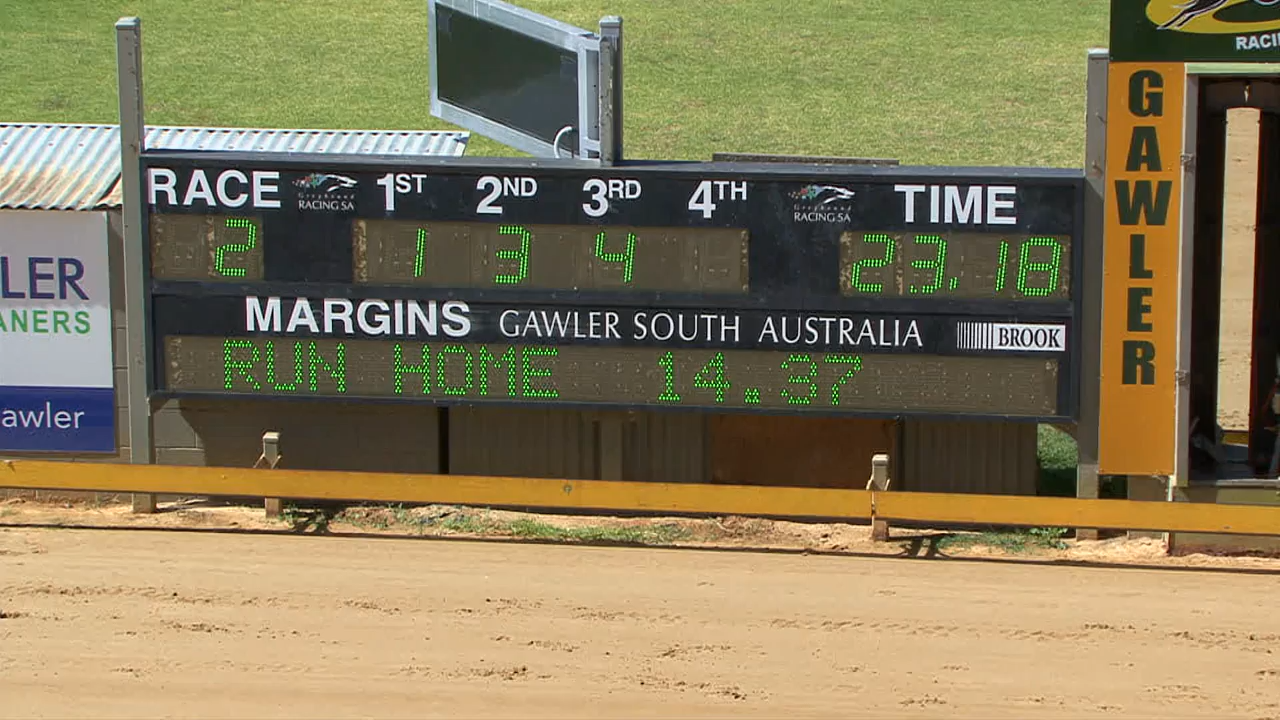 RACI
GAWLER
RACE 1ST 2ND 3RD 4TH TIME
Greyhound RACING SA
Greyhound RACING SA
2 1 3 4 23.18
MARGINS GAWLER SOUTH AUSTRALIA BROOK
RUN HOME 14.37
LER
ANERS
awler